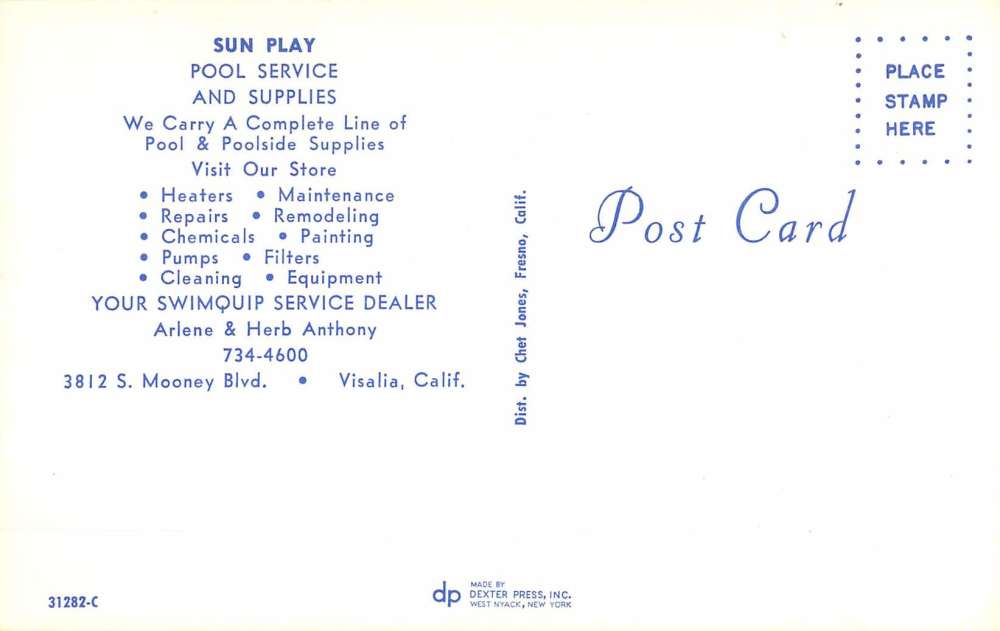 SUN PLAY
POOL SERVICE
AND SUPPLIES
We Carry A Complete Line of
Pool & Poolside Supplies
Visit Our Store
• Heaters • Maintenance
• Repairs • Remodeling
• Chemicals • Painting
• Pumps • Filters
• Cleaning • Equipment
YOUR SWIMQUIP SERVICE DEALER
Arlene & Herb Anthony
734-4600
3812 S. Mooney Blvd. • Visalia, Calif.
Dist. by Chet Jones, Fresno, Calif.
PLACE
STAMP
HERE
Post Card
31282-C
dp
MADE BY
DEXTER PRESS, INC.
WEST NYACK, NEW YORK